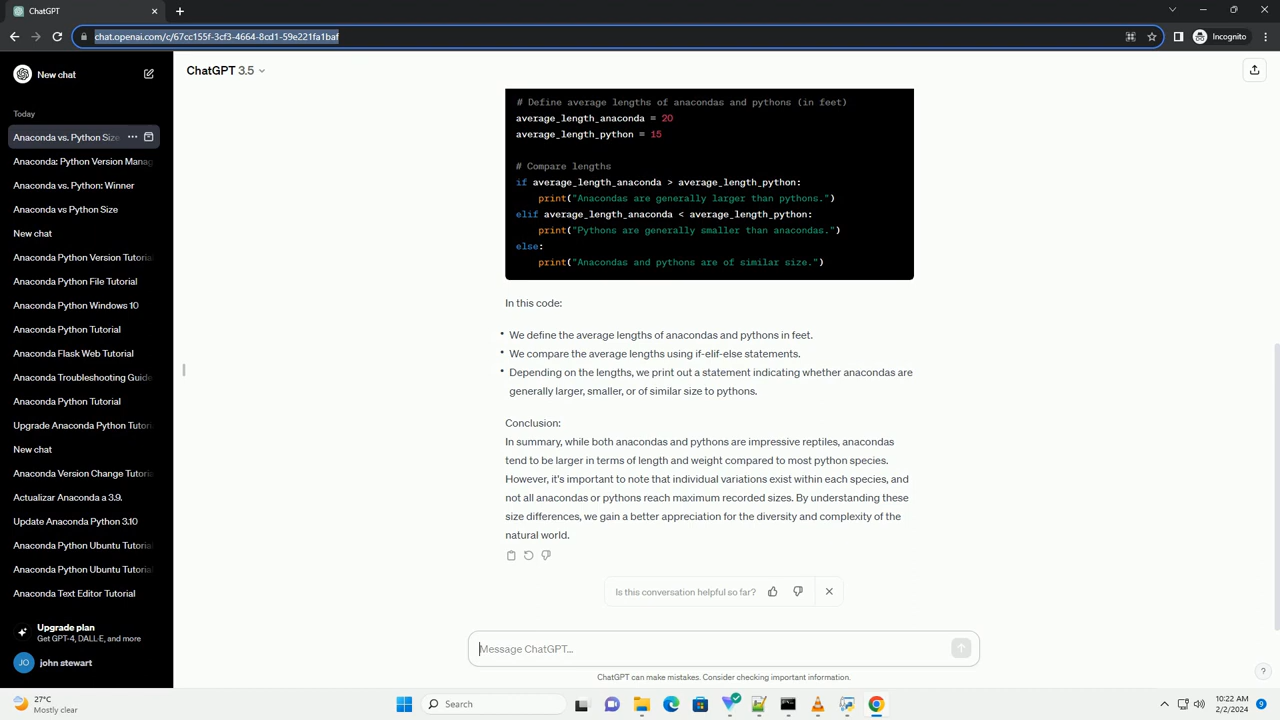 ChatGPT
chat.openai.com/c/67cc155f-3cf3-4664-8cd1-59e221fa1baf
Incognito
New chat
ChatGPT 3.5
Today
Anaconda vs. Python Size
Anaconda: Python Version Manag
Anaconda vs. Python: Winner
Anaconda vs Python Size
New chat
Anaconda Python Version Tutorial
Anaconda Python File Tutorial
Anaconda Python Windows 10
Anaconda Python Tutorial
Anaconda Flask Web Tutorial
Anaconda Troubleshooting Guide
Anaconda Python Tutorial
Upgrade Anaconda Python Tutori
New chat
Anaconda Version Change Tutoria
Actualizar Anaconda a 3.9.
Update Anaconda Python 3.10
Anaconda Python Ubuntu Tutoria
Anaconda Python Ubuntu Tutorial
Anaconda Text Editor Tutorial
Upgrade plan
Get GPT-4, DALL·E, and more
JO
john stewart
# Define average lengths of anacondas and pythons (in feet)
average_length_anaconda = 20
average_length_python = 15
# Compare lengths
if average_length_anaconda > average_length_python:
print("Anacondas are generally larger than pythons.")
elif average_length_anaconda < average_length_python:
print("Pythons are generally smaller than anacondas.")
else:
print("Anacondas and pythons are of similar size.")
In this code:
• We define the average lengths of anacondas and pythons in feet.
• We compare the average lengths using if-elif-else statements.
• Depending on the lengths, we print out a statement indicating whether anacondas are
generally larger, smaller, or of similar size to pythons.
Conclusion:
In summary, while both anacondas and pythons are impressive reptiles, anacondas
tend to be larger in terms of length and weight compared to most python species.
However, it's important to note that individual variations exist within each species, and
not all anacondas or pythons reach maximum recorded sizes. By understanding these
size differences, we gain a better appreciation for the diversity and complexity of the
natural world.
Is this conversation helpful so far?
Message ChatGPT...
ChatGPT can make mistakes. Consider checking important information.
?
27°C
Mostly clear
Search
10:22 AM
2/2/2024